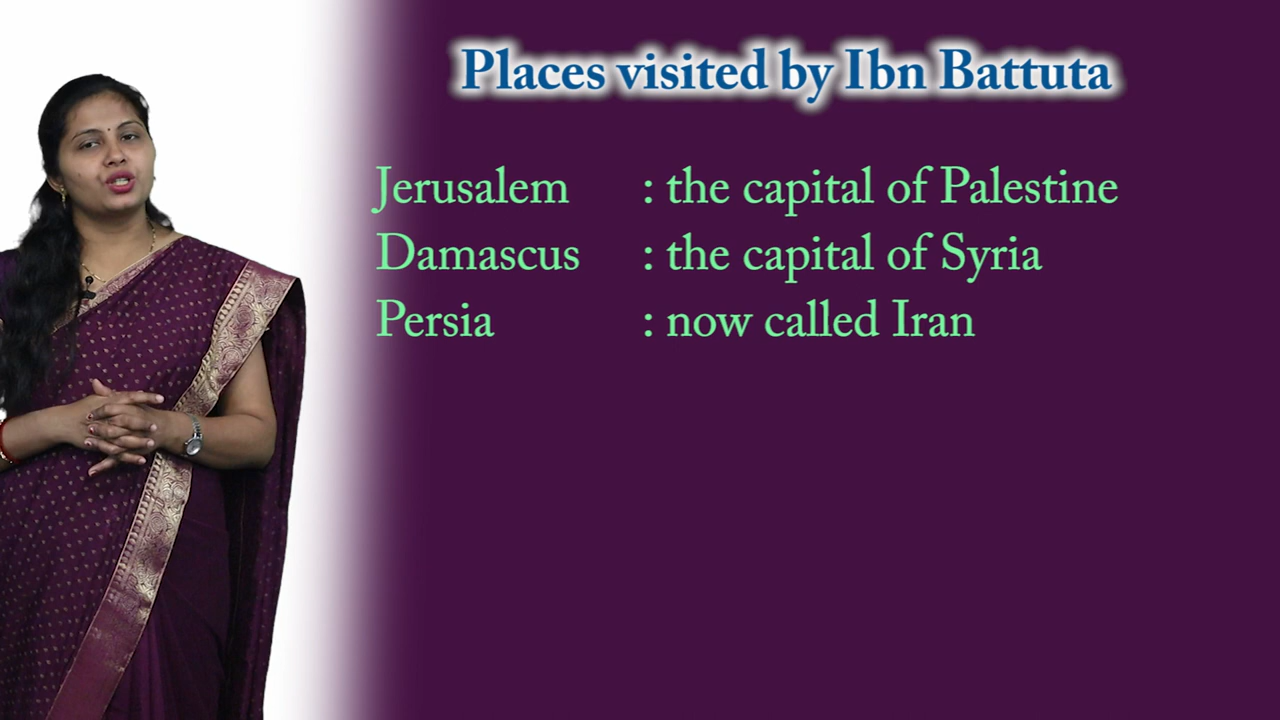 Places visited by Ibn Battuta
Jerusalem : the capital of Palestine
Damascus : the capital of Syria
Persia : now called Iran